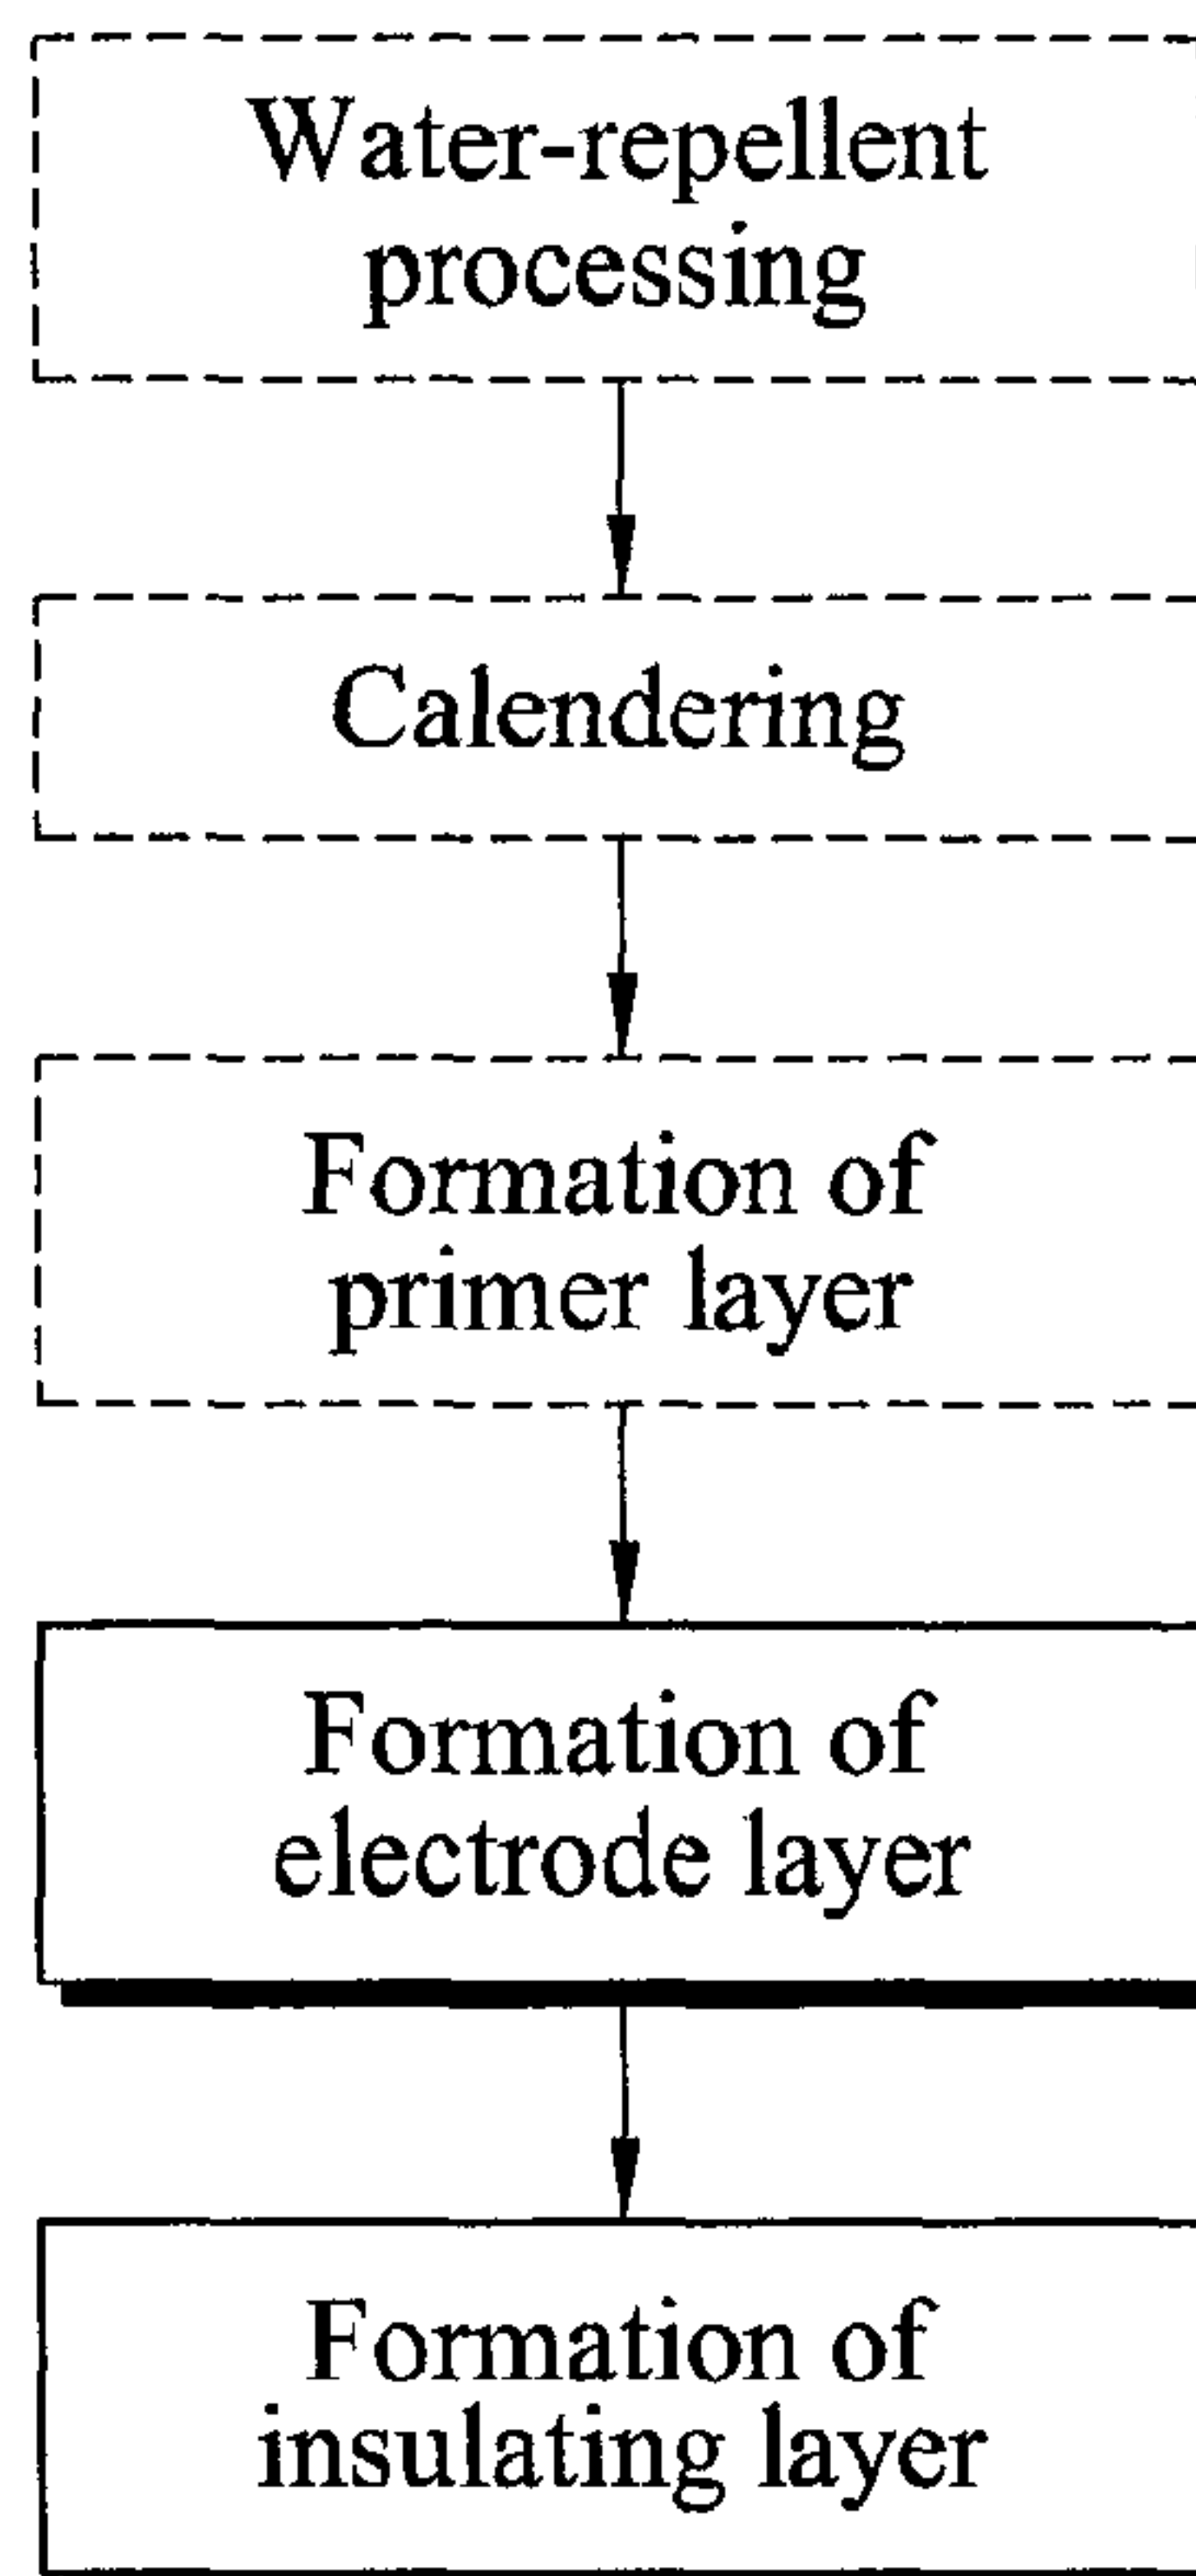 Water-repellent
processing
Calendering
Formation of
primer layer
Formation of
electrode layer
Formation of
insulating layer